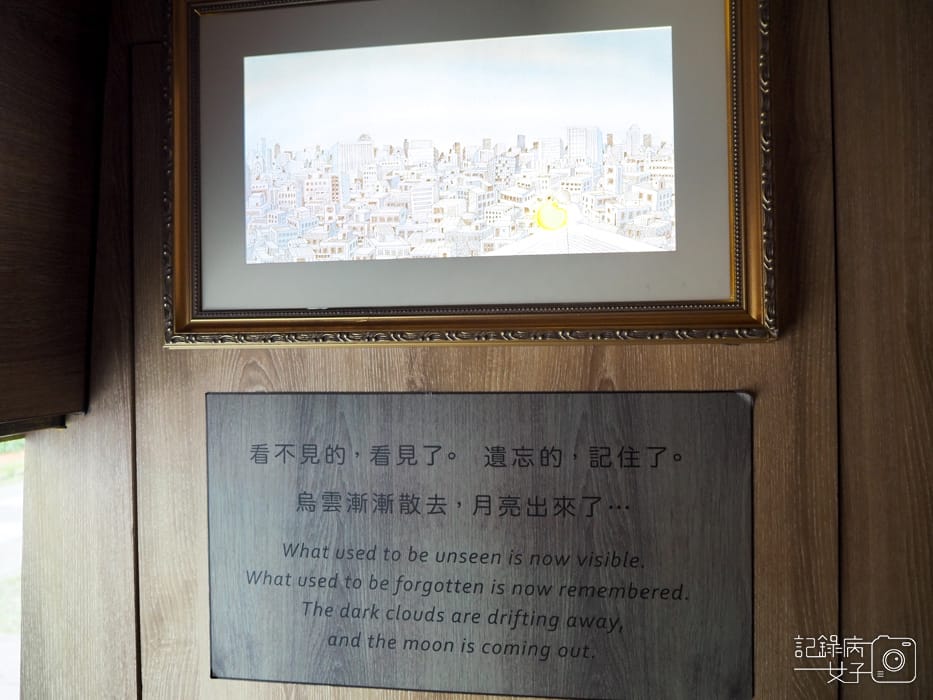 看不見的，看見了。 遺忘的，記住了。
烏雲漸漸散去，月亮出來了…
What used to be unseen is now visible.
What used to be forgotten is now remembered.
The dark clouds are drifting away,
and the moon is coming out.
記錄病
女子